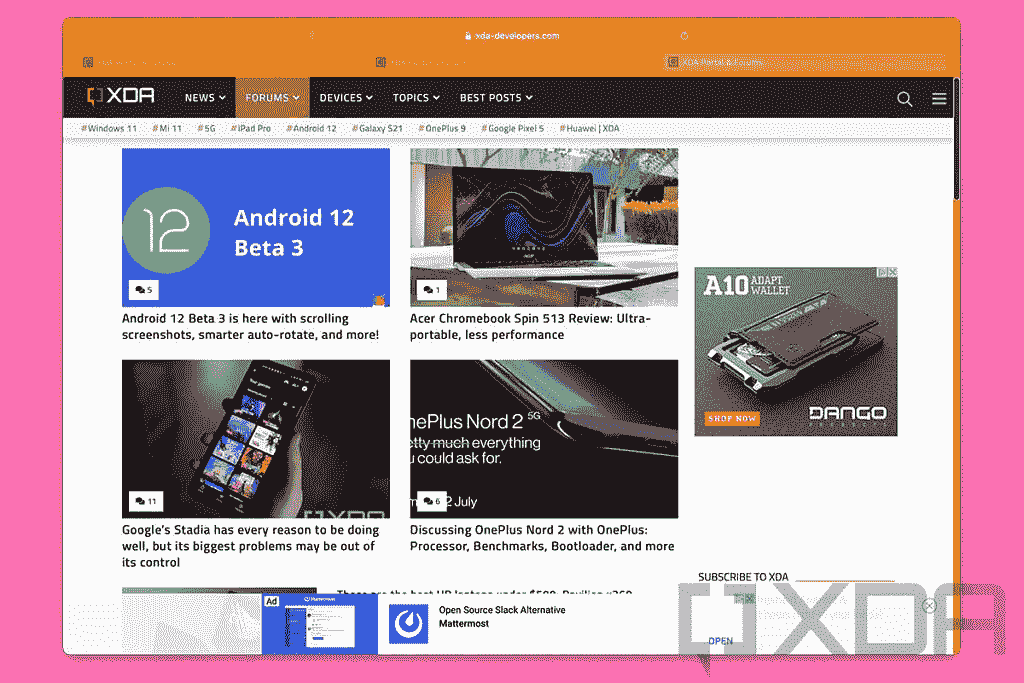 xda-developers.com
XDA
NEWS
FORUMS
DEVICES
TOPICS
BEST POSTS
#Windows 11
#Mi 11
#5G
#iPad Pro
#Android 12
#Galaxy S21
#OnePlus 9
#Google Pixel 5
#Huawei | XDA
12
Android 12
Beta 3
5
Android 12 Beta 3 is here with scrolling
screenshots, smarter auto-rotate, and more!
acer
1
Acer Chromebook Spin 513 Review: Ultra-
portable, less performance
A10 ADAPT
WALLET
SHOP NOW
DANGO
11
XDA
Google's Stadia has every reason to be doing
well, but its biggest problems may be out of
its control
nePlus Nord 2 5G
etty much everything
u could ask for.
2 July
6
Discussing OnePlus Nord 2 with OnePlus:
Processor, Benchmarks, Bootloader, and more
SUBSCRIBE TO XDA
Ad
Mattermost
Open Source Slack Alternative
Mattermost
OPEN
XDA